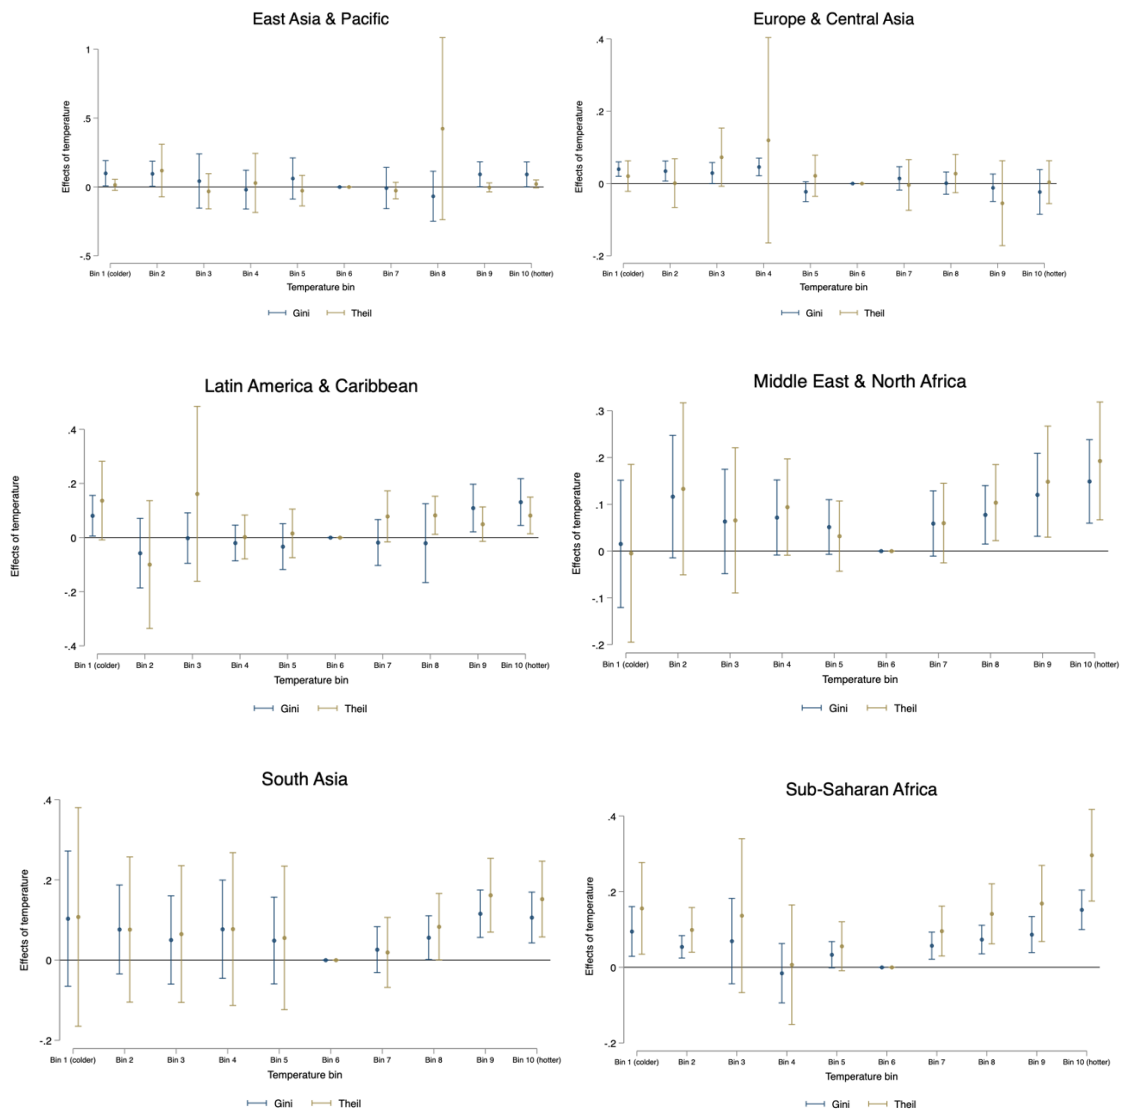 East Asia & Pacific
Effects of temperature
1
.5
0
-.5
Bin 1 (colder) Bin 2 Bin 3 Bin 4 Bin 5 Bin 6 Bin 7 Bin 8 Bin 9 Bin 10 (hotter)
Temperature bin
Gini Theil
Europe & Central Asia
Effects of temperature
.4
.2
0
-.2
Bin 1 (colder) Bin 2 Bin 3 Bin 4 Bin 5 Bin 6 Bin 7 Bin 8 Bin 9 Bin 10 (hotter)
Temperature bin
Gini Theil
Latin America & Caribbean
Effects of temperature
.4
.2
0
-.2
-.4
Bin 1 (colder) Bin 2 Bin 3 Bin 4 Bin 5 Bin 6 Bin 7 Bin 8 Bin 9 Bin 10 (hotter)
Temperature bin
Gini Theil
Middle East & North Africa
Effects of temperature
.3
.2
.1
0
-.1
-.2
Bin 1 (colder) Bin 2 Bin 3 Bin 4 Bin 5 Bin 6 Bin 7 Bin 8 Bin 9 Bin 10 (hotter)
Temperature bin
Gini Theil
South Asia
Effects of temperature
.4
.2
0
-.2
Bin 1 (colder) Bin 2 Bin 3 Bin 4 Bin 5 Bin 6 Bin 7 Bin 8 Bin 9 Bin 10 (hotter)
Temperature bin
Gini Theil
Sub-Saharan Africa
Effects of temperature
.4
.2
0
-.2
Bin 1 (colder) Bin 2 Bin 3 Bin 4 Bin 5 Bin 6 Bin 7 Bin 8 Bin 9 Bin 10 (hotter)
Temperature bin
Gini Theil